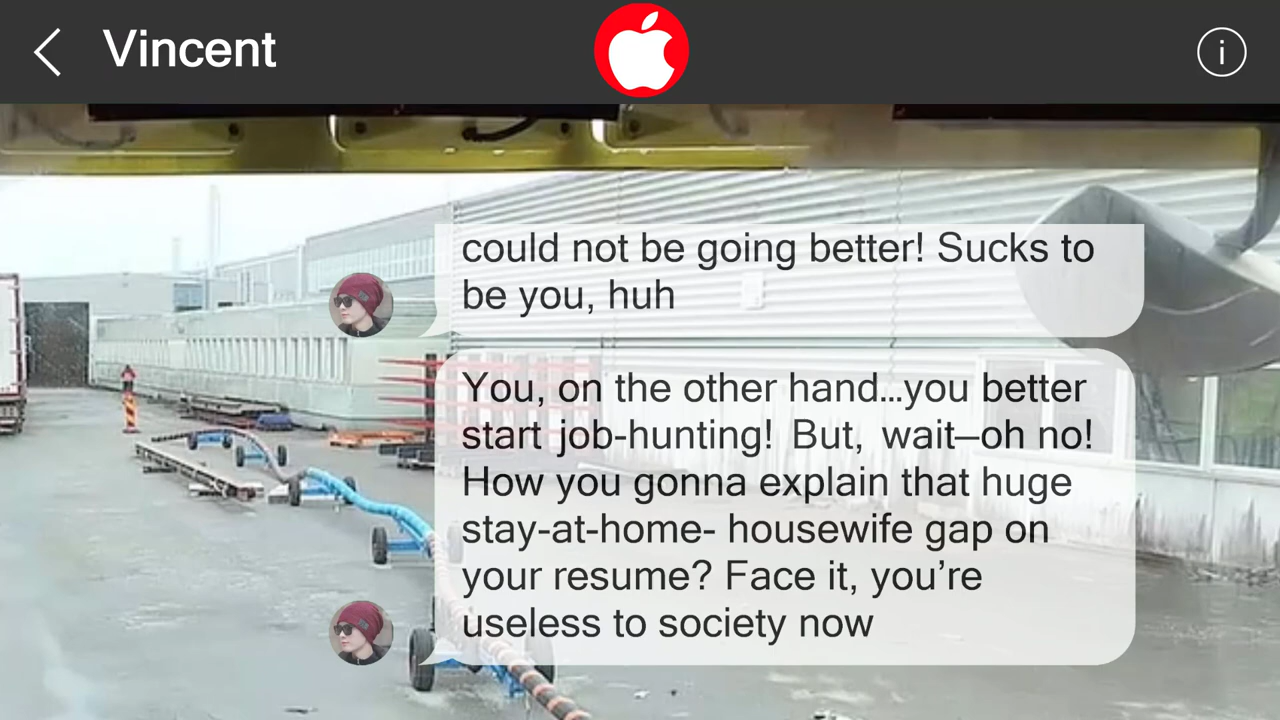 Vincent
i
could not be going better! Sucks to
be you, huh
You, on the other hand...you better
start job-hunting! But, wait—oh no!
How you gonna explain that huge
stay-at-home- housewife gap on
your resume? Face it, you’re
useless to society now